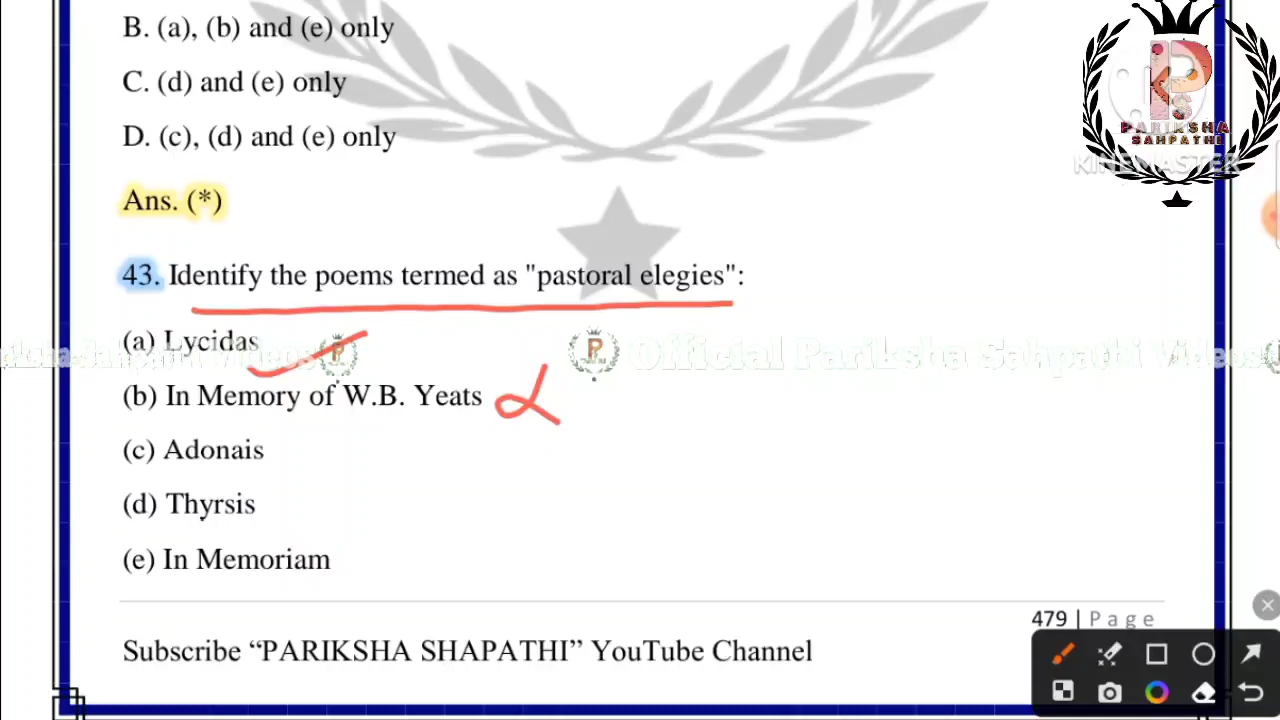 B. (a), (b) and (e) only
C. (d) and (e) only
D. (c), (d) and (e) only
Ans. (*)
43. Identify the poems termed as "pastoral elegies":
(a) Lycidas
(b) In Memory of W.B. Yeats
(c) Adonais
(d) Thyrsis
(e) In Memoriam
479 | Page
Subscribe “PARIKSHA SHAPATHI” YouTube Channel
PARIKSHA
SAHPATHI
KINEMASTER
Official Pariksha Sahpathi Videos